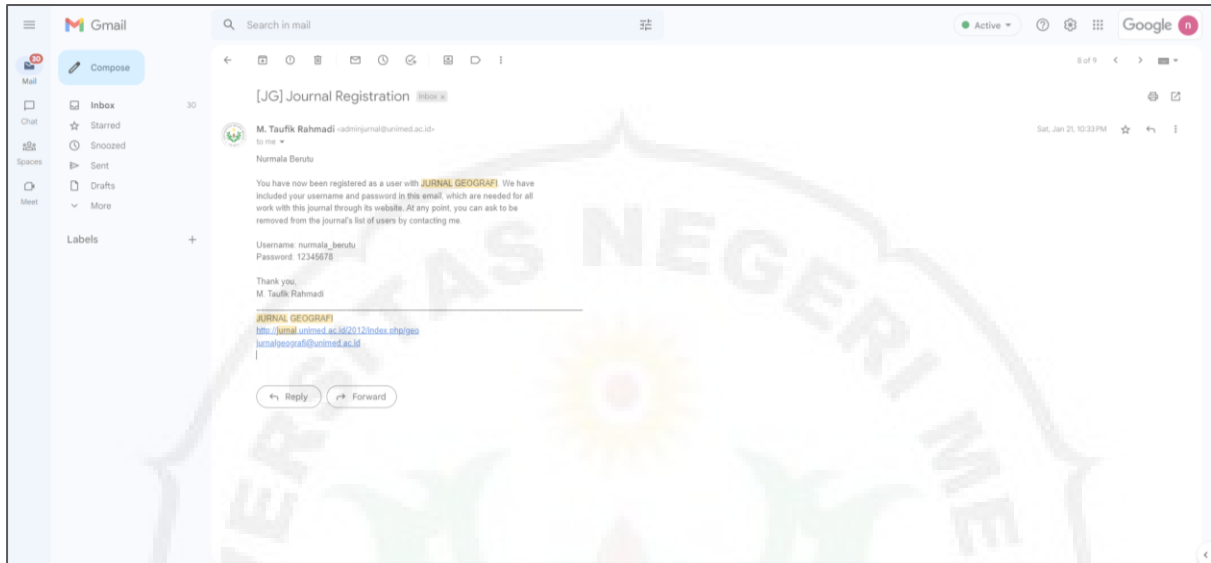 Gmail
Search in mail
Active
Google
n
30
Mail
Compose
8 of 9
Chat
Inbox 30
Starred
Spaces
Snoozed
Sent
Meet
Drafts
More
Labels
[JG] Journal Registration Inbox x
M. Taufik Rahmadi <adminjurnal@unimed.ac.id>
to me
Sat, Jan 21, 10:33 PM
Nurmala Berutu
You have now been registered as a user with JURNAL GEOGRAFI. We have
included your username and password in this email, which are needed for all
work with this journal through its website. At any point, you can ask to be
removed from the journal's list of users by contacting me.
Username: nurmala_berutu
Password: 12345678
Thank you,
M. Taufik Rahmadi
JURNAL GEOGRAFI
http://jurnal.unimed.ac.id/2012/index.php/geo
jurnalgeografi@unimed.ac.id
Reply
Forward
ERSITAS NEGERI ME